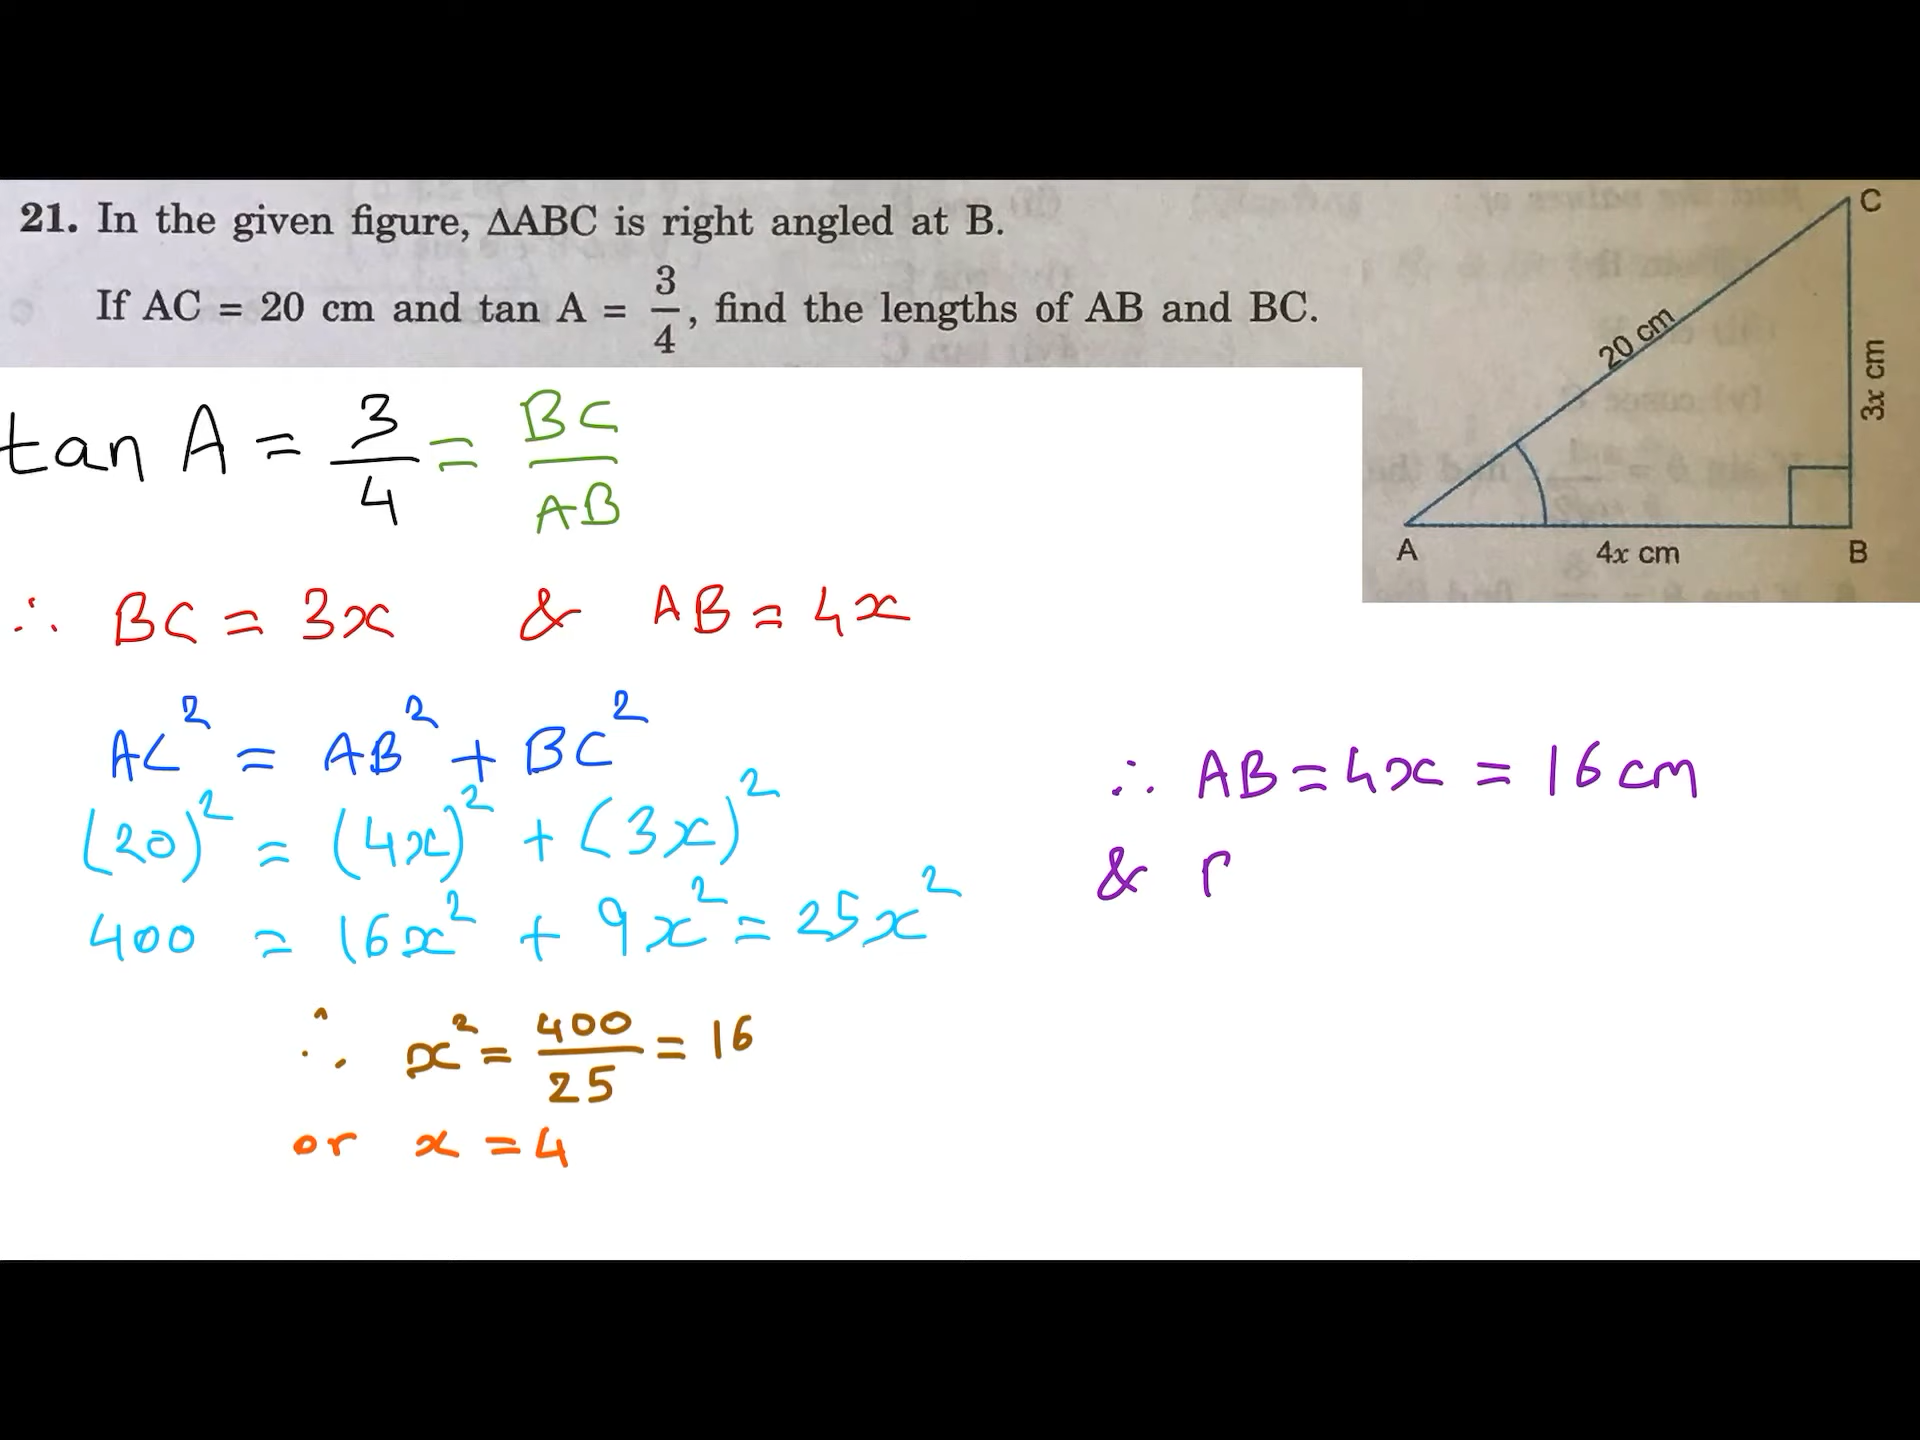 21. In the given figure, ΔABC is right angled at B.
If AC = 20 cm and tan A = 3/4, find the lengths of AB and BC.
C
20 cm
3x cm
A
4x cm
B
tan A = 3/4 = BC/AB
∴ BC = 3x & AB = 4x
AC² = AB² + BC²
(20)² = (4x)² + (3x)²
400 = 16x² + 9x² = 25x²
∴ x² = 400/25 = 16
or x = 4
∴ AB = 4x = 16 cm
&